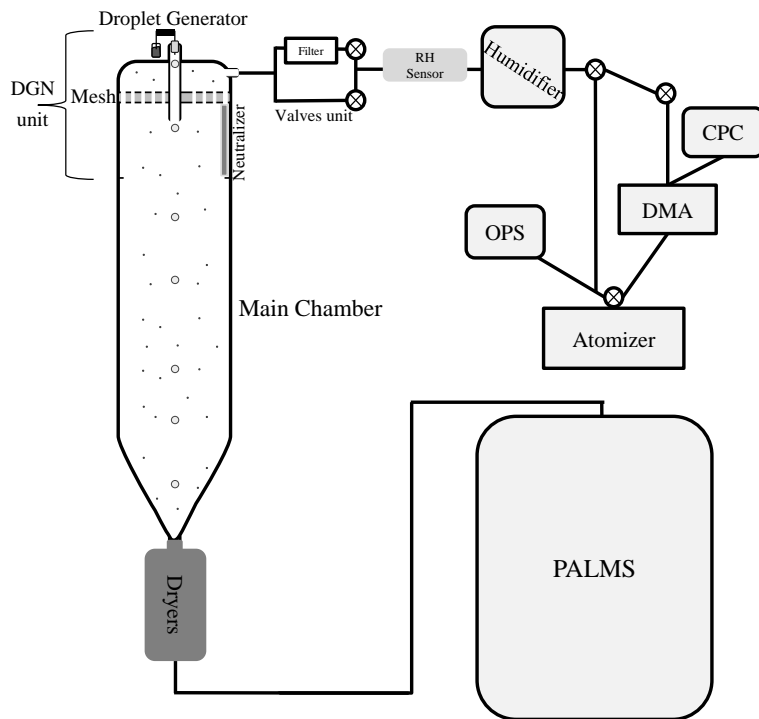 Droplet Generator
DGN
unit
Mesh
Neutralizer
Filter
Valves unit
RH
Sensor
Humidifier
CPC
DMA
OPS
Atomizer
Main Chamber
Dryers
PALMS